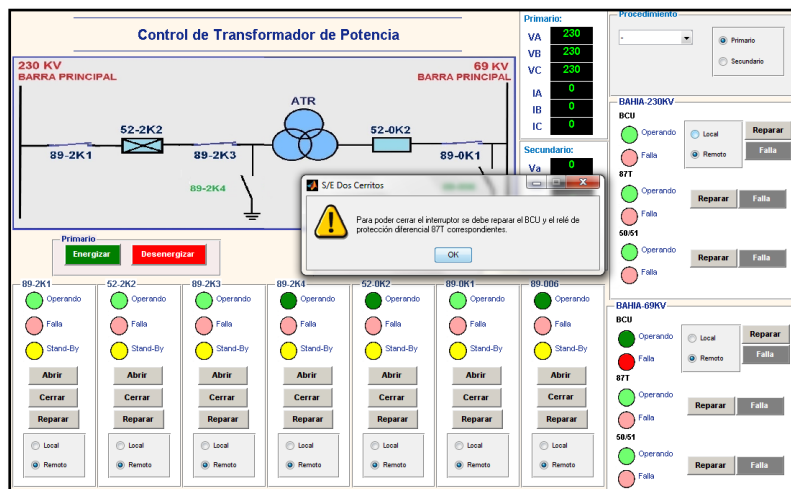 Control de Transformador de Potencia
230 KV
BARRA PRINCIPAL
69 KV
BARRA PRINCIPAL
ATR
52-2K2
52-0K2
89-2K1
89-2K3
89-0K1
89-2K4
Primario:
VA 230
VB 230
VC 230
IA 0
IB 0
IC 0
Secundario:
Va 0
Procedimiento
-
Primario
Secundario
S/E Dos Cerritos
Para poder cerrar el interruptor se debe reparar el BCU y el relé de
protección diferencial 87T correspondientes.
OK
Primario
Energizar
Desenergizar
89-2K1
Operando
Falla
Stand-By
Abrir
Cerrar
Reparar
Local
Remoto
52-2K2
Operando
Falla
Stand-By
Abrir
Cerrar
Reparar
Local
Remoto
89-2K3
Operando
Falla
Stand-By
Abrir
Cerrar
Reparar
Local
Remoto
89-2K4
Operando
Falla
Stand-By
Abrir
Cerrar
Reparar
Local
Remoto
52-0K2
Operando
Falla
Stand-By
Abrir
Cerrar
Reparar
Local
Remoto
89-0K1
Operando
Falla
Stand-By
Abrir
Cerrar
Reparar
Local
Remoto
89-006
Operando
Falla
Stand-By
Abrir
Cerrar
Reparar
Local
Remoto
BAHIA-230KV
BCU
Operando
Falla
Local
Remoto
Reparar
Falla
87T
Operando
Falla
Reparar
Falla
50/51
Operando
Falla
Reparar
Falla
BAHIA-69KV
BCU
Operando
Falla
Local
Remoto
Reparar
Falla
87T
Operando
Falla
Reparar
Falla
50/51
Operando
Falla
Reparar
Falla